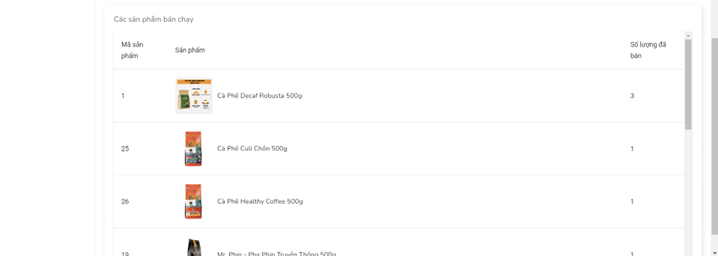 Các sản phẩm bán chạy
Mã sản phẩm Sản phẩm Số lượng đã bán
1 Cà Phê Decaf Robusta 500g 3
25 Cà Phê Culi Chồn 500g 1
26 Cà Phê Healthy Coffee 500g 1
19 Mr. Phin - Pha Phin Truyền Thống 500g 1